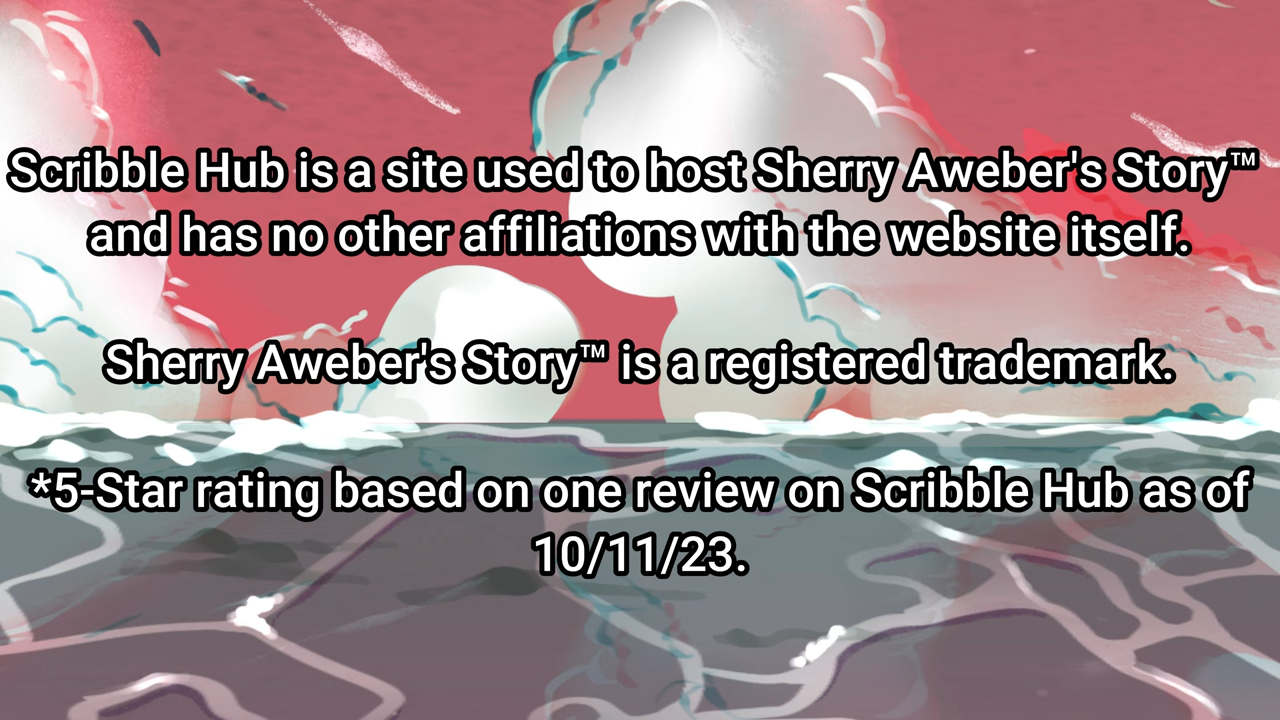 Scribble Hub is a site used to host Sherry Aweber's Story™
and has no other affiliations with the website itself.
Sherry Aweber's Story™ is a registered trademark.
*5-Star rating based on one review on Scribble Hub as of
10/11/23.